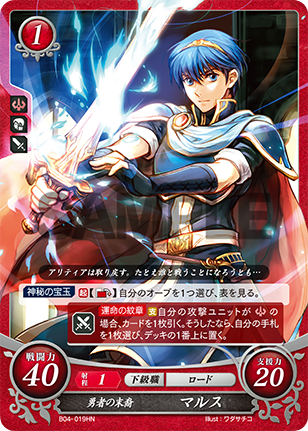 1
SAMPLE
アリティアは取り戻す。たとえ誰と戦うことになろうとも…
神秘の宝玉 起 自分のオーブを1つ選び、表を見る。
運命の紋章 支 自分の攻撃ユニットが
の場合、カードを1枚引く。そうしたなら、自分の手札
を1枚選び、デッキの1番上に置く。
戦闘力
40
射程 1 下級職 ロード
支援力
20
勇者の末裔 マルス
B04-019HN Illust：ワダサチコ